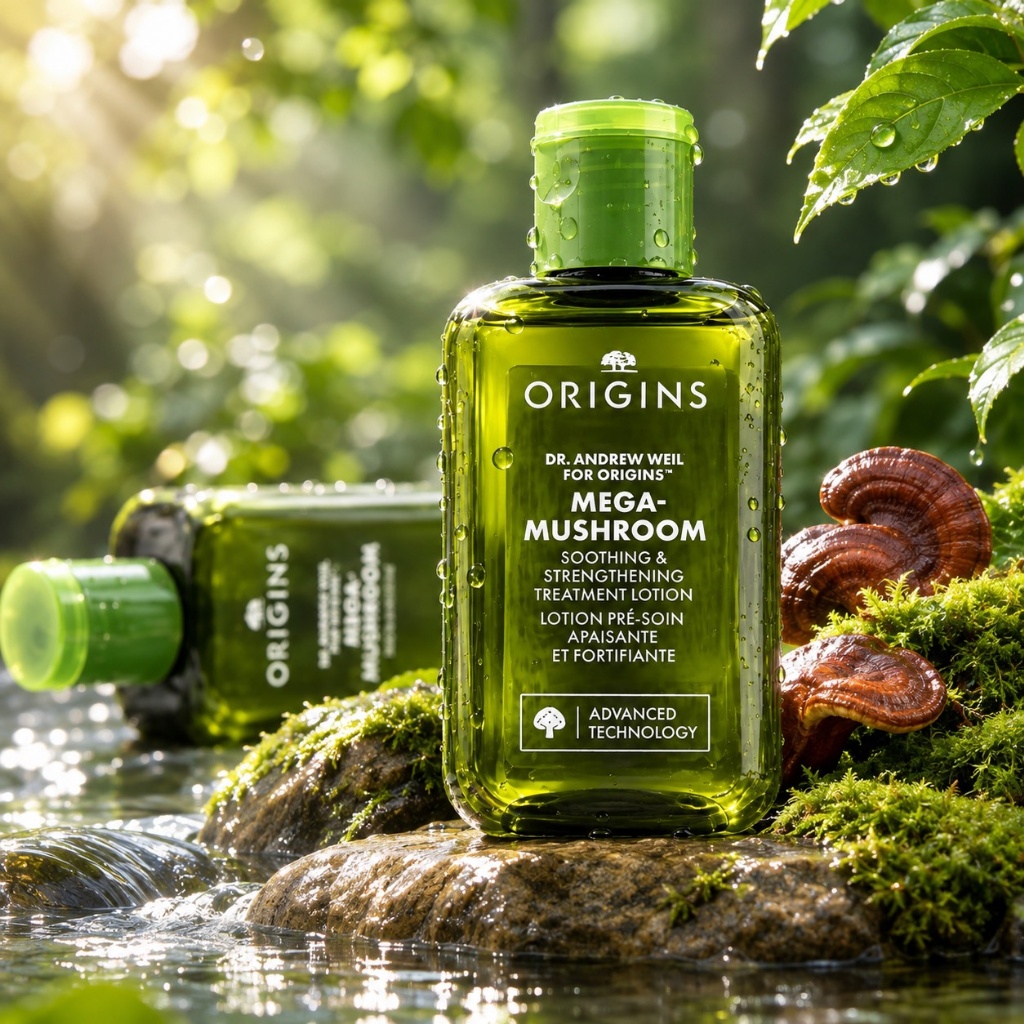 ORIGINS
DR. ANDREW WEIL
FOR ORIGINS™
MEGA-
MUSHROOM
SOOTHING &
STRENGTHENING
TREATMENT LOTION
LOTION PRÉ-SOIN
APAISANTE
ET FORTIFIANTE
ADVANCED
TECHNOLOGY
ORIGINS
MEGA-
MUSHROOM